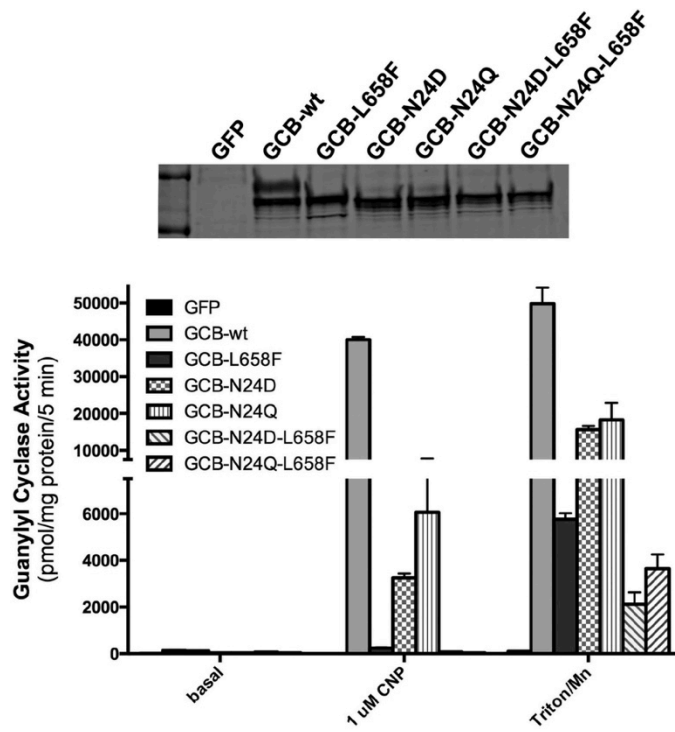 GFP
GCB-wt
GCB-L658F
GCB-N24D
GCB-N24Q
GCB-N24D-L658F
GCB-N24Q-L658F
Guanylyl Cyclase Activity
(pmol/mg protein/5 min)
50000
40000
30000
20000
10000
6000
4000
2000
0
GFP
GCB-wt
GCB-L658F
GCB-N24D
GCB-N24Q
GCB-N24D-L658F
GCB-N24Q-L658F
basal
1 uM CNP
Triton/Mn